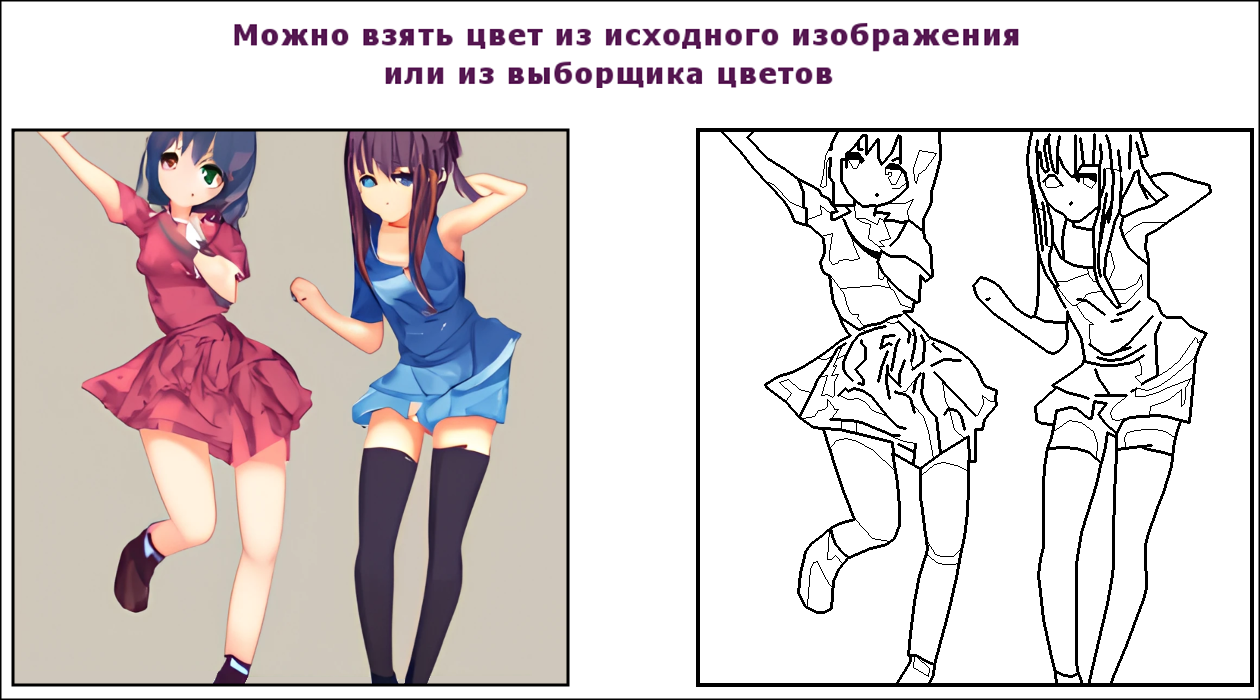 Можно взять цвет из исходного изображения
или из выборщика цветов